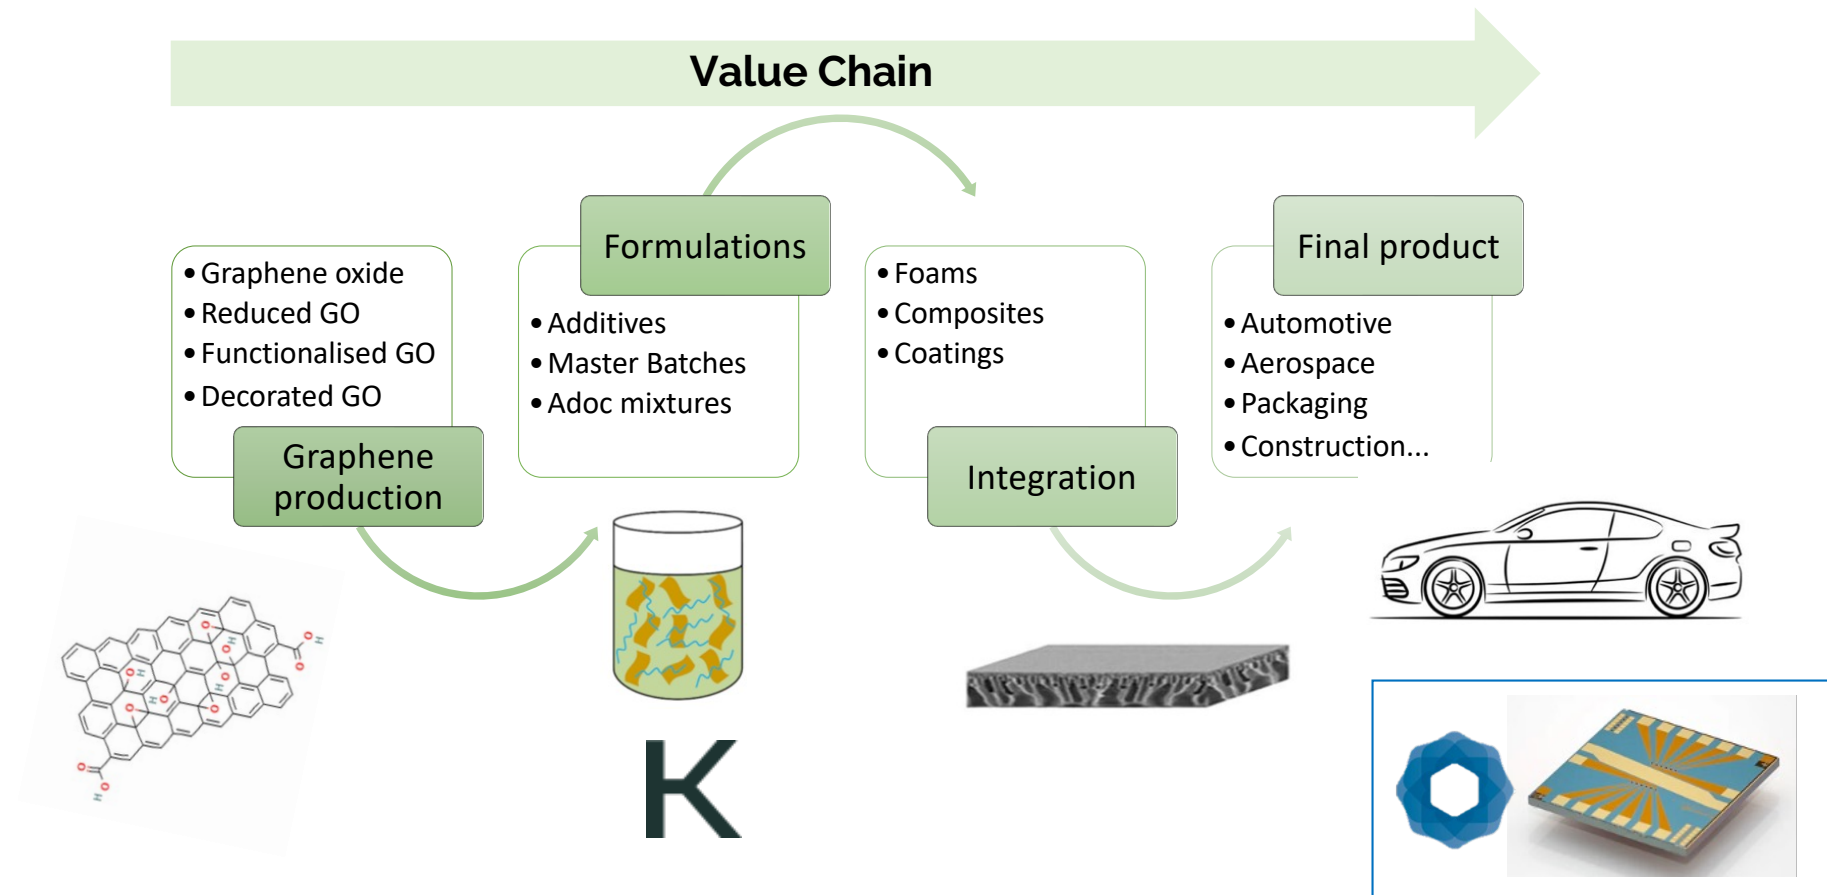 Value Chain
• Graphene oxide
• Reduced GO
• Functionalised GO
• Decorated GO
Graphene
production
Formulations
• Additives
• Master Batches
• Adoc mixtures
• Foams
• Composites
• Coatings
Integration
Final product
• Automotive
• Aerospace
• Packaging
• Construction...
O
H
O
O
H
O
H
O
H
O
H
O
O
O
O
H
K